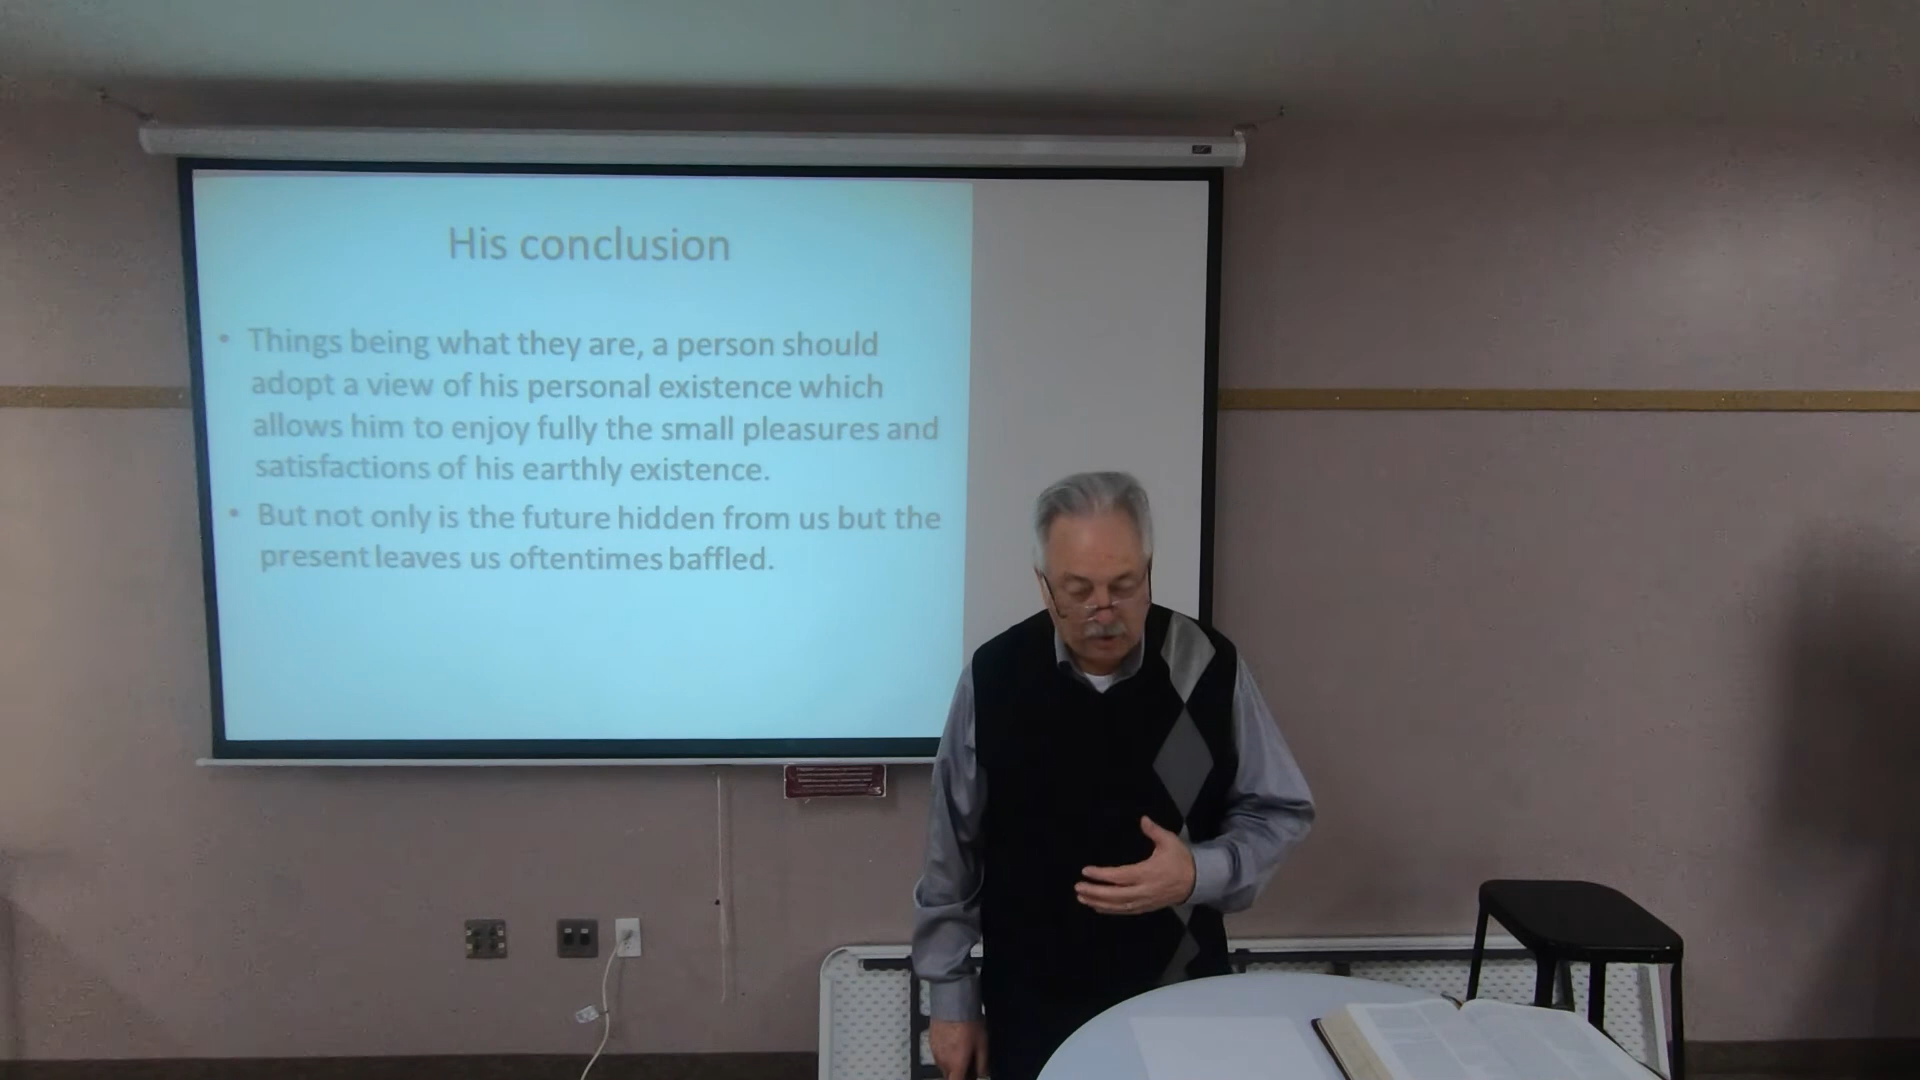 His conclusion
• Things being what they are, a person should
adopt a view of his personal existence which
allows him to enjoy fully the small pleasures and
satisfactions of his earthly existence.
• But not only is the future hidden from us but the
present leaves us oftentimes baffled.